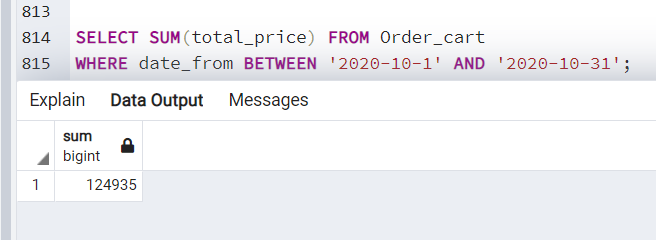 813
814 SELECT SUM(total_price) FROM Order_cart
815 WHERE date_from BETWEEN '2020-10-1' AND '2020-10-31';
Explain Data Output Messages
sum
bigint
1 124935